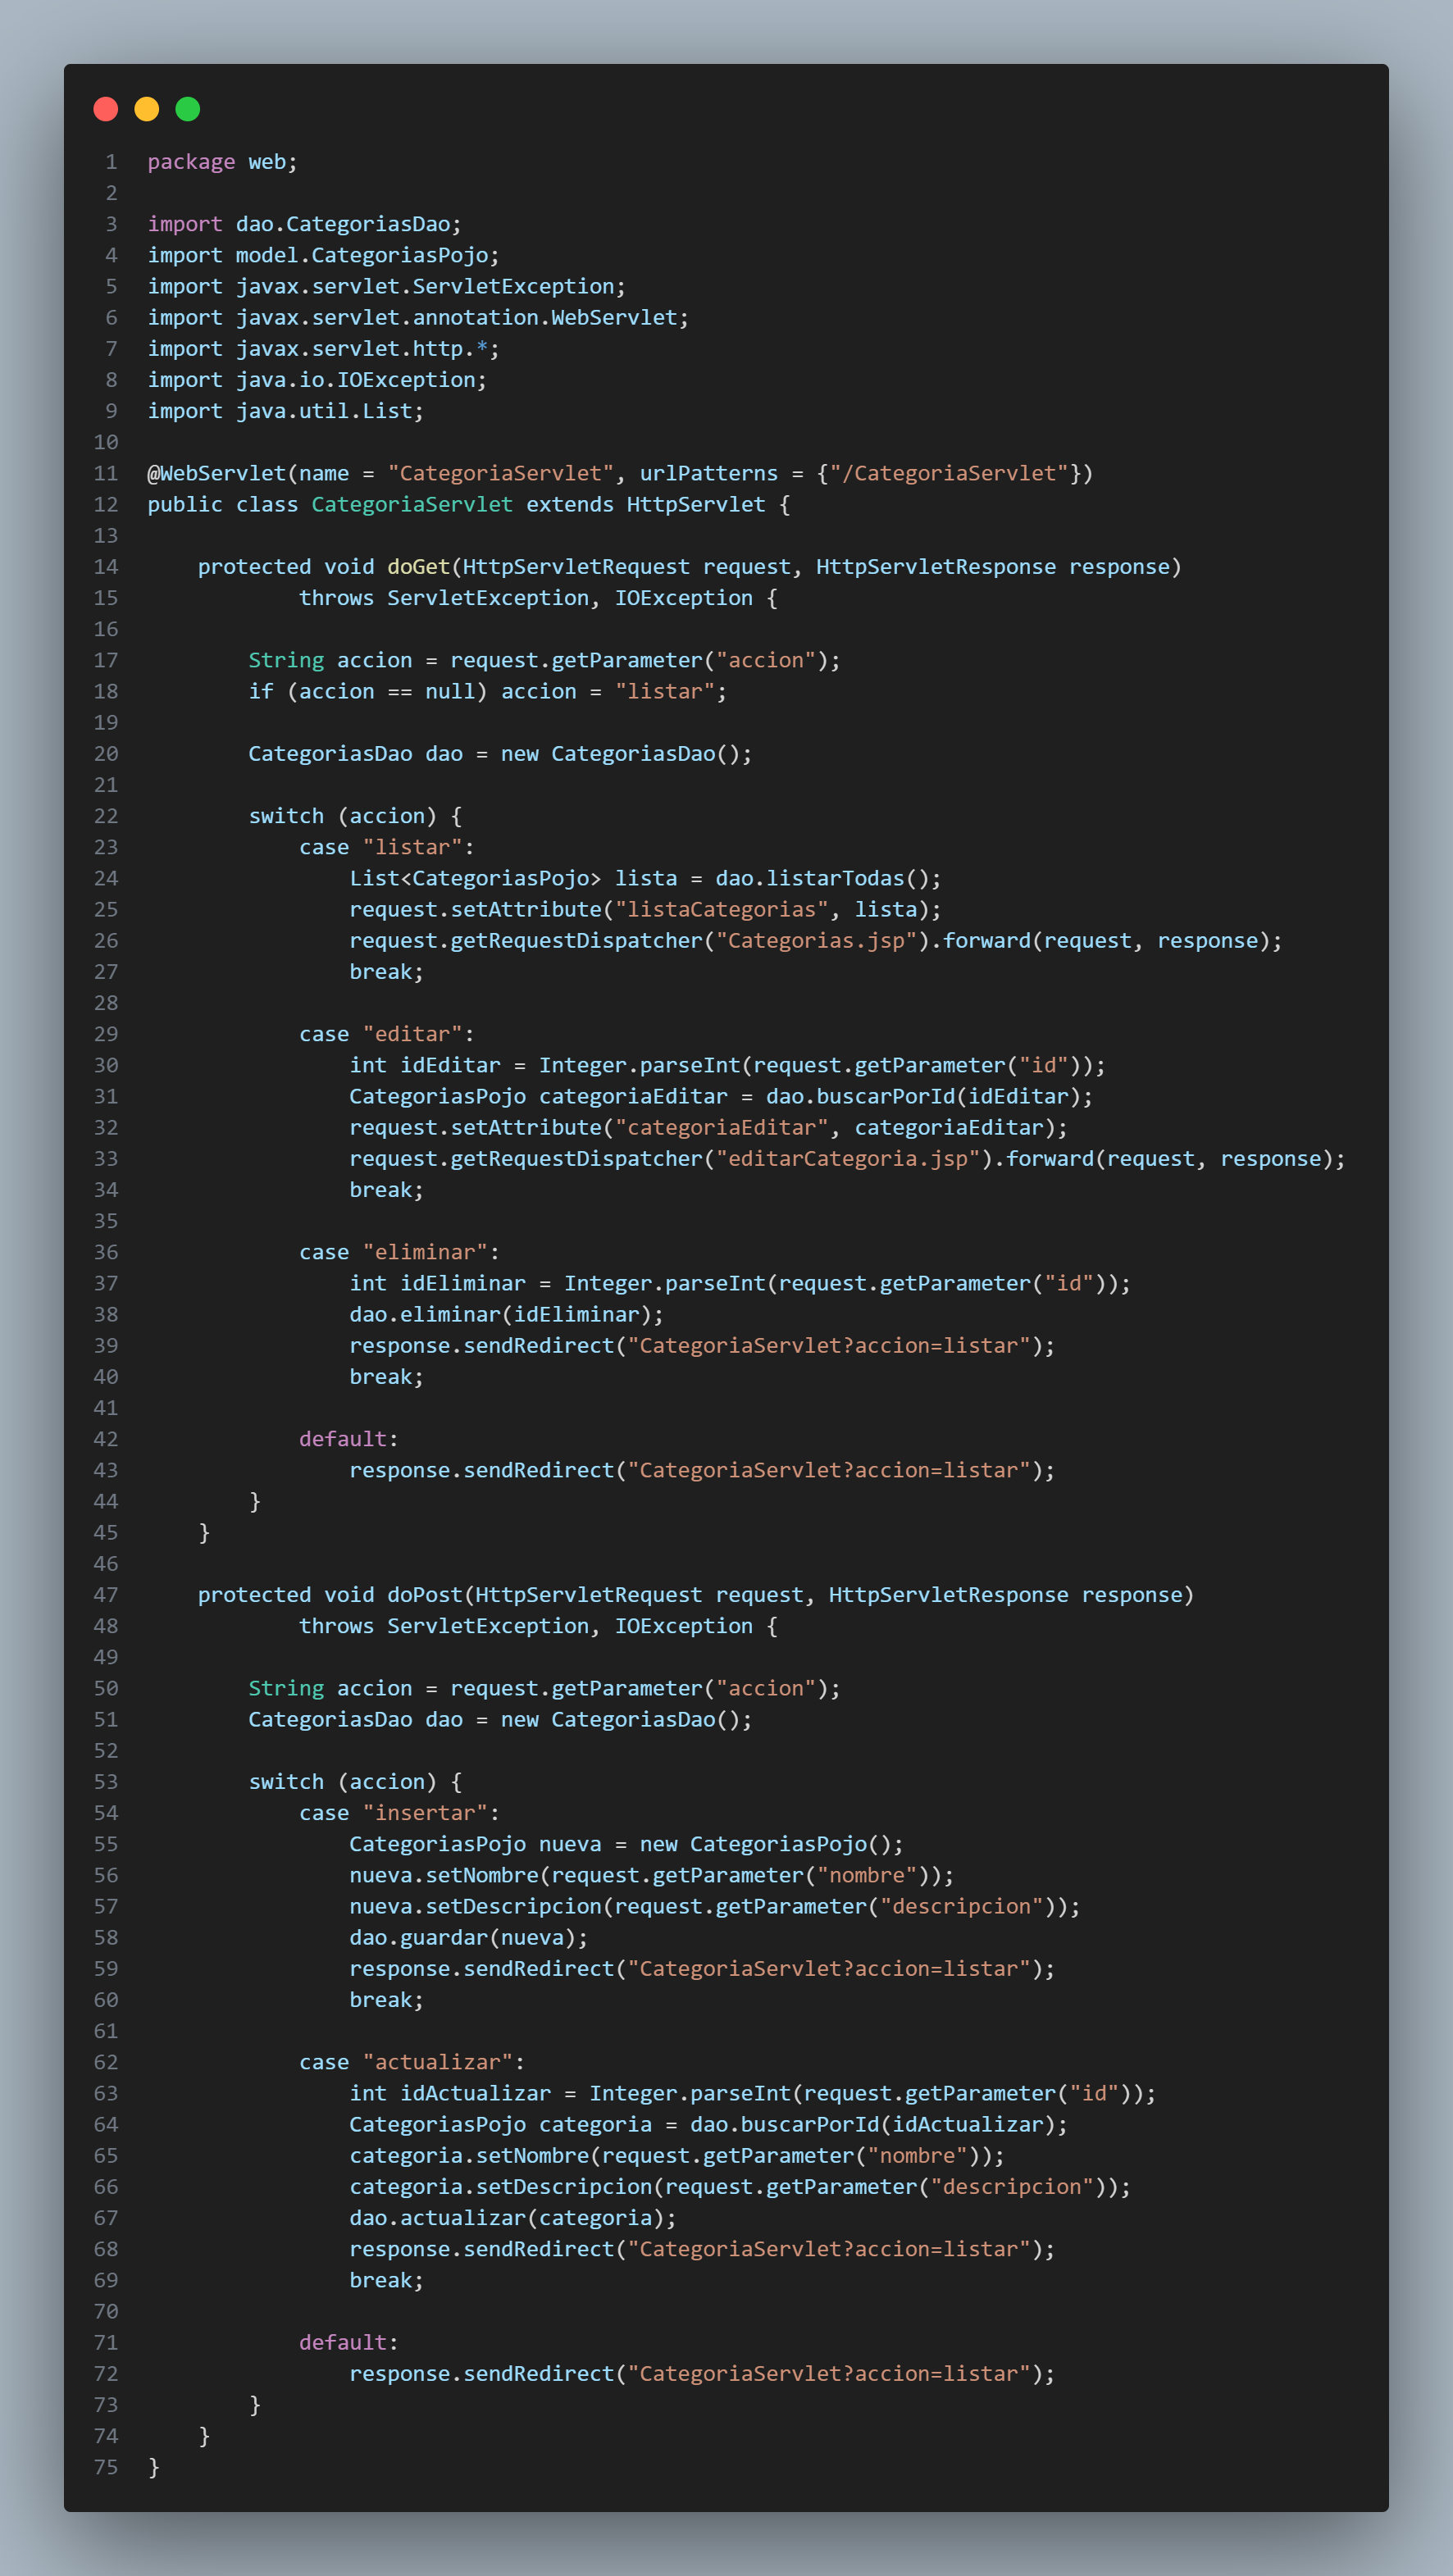 1 package web;
2
3 import dao.CategoriasDao;
4 import model.CategoriasPojo;
5 import javax.servlet.ServletException;
6 import javax.servlet.annotation.WebServlet;
7 import javax.servlet.http.*;
8 import java.io.IOException;
9 import java.util.List;
10
11 @WebServlet(name = "CategoriaServlet", urlPatterns = {"/CategoriaServlet"})
12 public class CategoriaServlet extends HttpServlet {
13
14     protected void doGet(HttpServletRequest request, HttpServletResponse response)
15             throws ServletException, IOException {
16
17         String accion = request.getParameter("accion");
18         if (accion == null) accion = "listar";
19
20         CategoriasDao dao = new CategoriasDao();
21
22         switch (accion) {
23             case "listar":
24                 List<CategoriasPojo> lista = dao.listarTodas();
25                 request.setAttribute("listaCategorias", lista);
26                 request.getRequestDispatcher("Categorias.jsp").forward(request, response);
27                 break;
28
29             case "editar":
30                 int idEditar = Integer.parseInt(request.getParameter("id"));
31                 CategoriasPojo categoriaEditar = dao.buscarPorId(idEditar);
32                 request.setAttribute("categoriaEditar", categoriaEditar);
33                 request.getRequestDispatcher("editarCategoria.jsp").forward(request, response);
34                 break;
35
36             case "eliminar":
37                 int idEliminar = Integer.parseInt(request.getParameter("id"));
38                 dao.eliminar(idEliminar);
39                 response.sendRedirect("CategoriaServlet?accion=listar");
40                 break;
41
42             default:
43                 response.sendRedirect("CategoriaServlet?accion=listar");
44         }
45     }
46
47     protected void doPost(HttpServletRequest request, HttpServletResponse response)
48             throws ServletException, IOException {
49
50         String accion = request.getParameter("accion");
51         CategoriasDao dao = new CategoriasDao();
52
53         switch (accion) {
54             case "insertar":
55                 CategoriasPojo nueva = new CategoriasPojo();
56                 nueva.setNombre(request.getParameter("nombre"));
57                 nueva.setDescripcion(request.getParameter("descripcion"));
58                 dao.guardar(nueva);
59                 response.sendRedirect("CategoriaServlet?accion=listar");
60                 break;
61
62             case "actualizar":
63                 int idActualizar = Integer.parseInt(request.getParameter("id"));
64                 CategoriasPojo categoria = dao.buscarPorId(idActualizar);
65                 categoria.setNombre(request.getParameter("nombre"));
66                 categoria.setDescripcion(request.getParameter("descripcion"));
67                 dao.actualizar(categoria);
68                 response.sendRedirect("CategoriaServlet?accion=listar");
69                 break;
70
71             default:
72                 response.sendRedirect("CategoriaServlet?accion=listar");
73         }
74     }
75 }